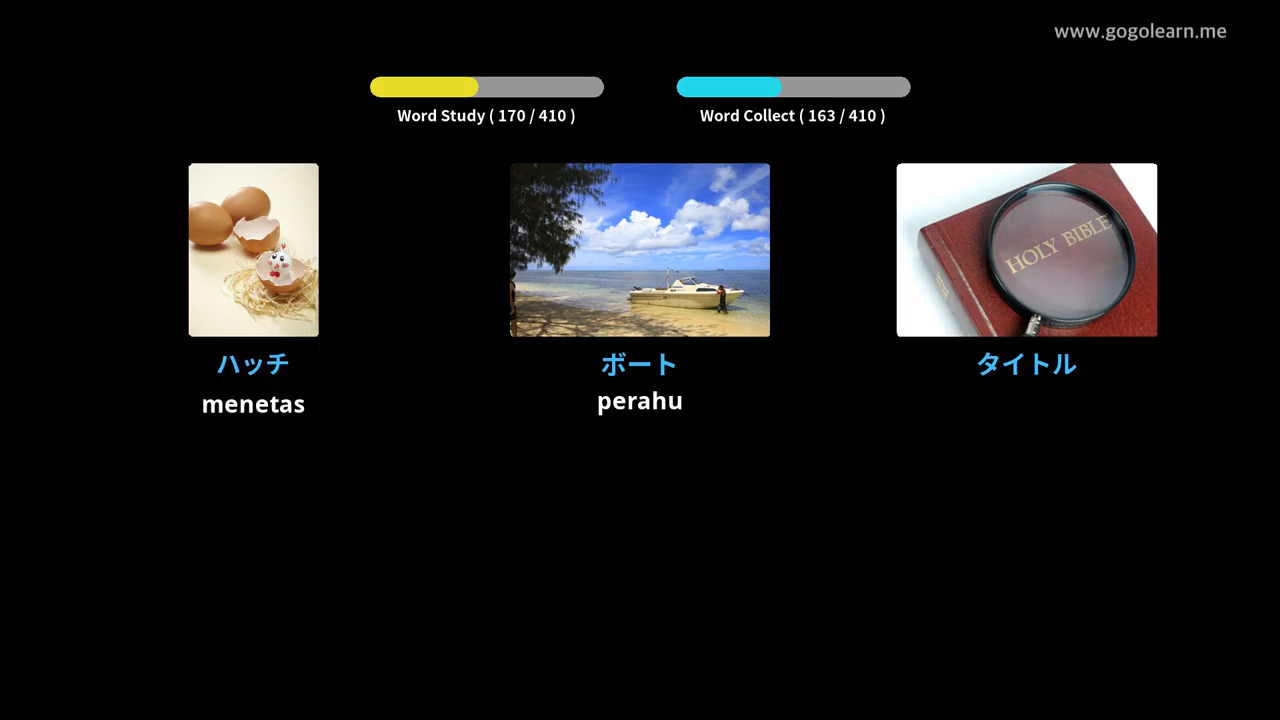 www.gogolearn.me
Word Study ( 170 / 410 )
Word Collect ( 163 / 410 )
HOLY BIBLE
ハッチ
ボート
タイトル
menetas
perahu